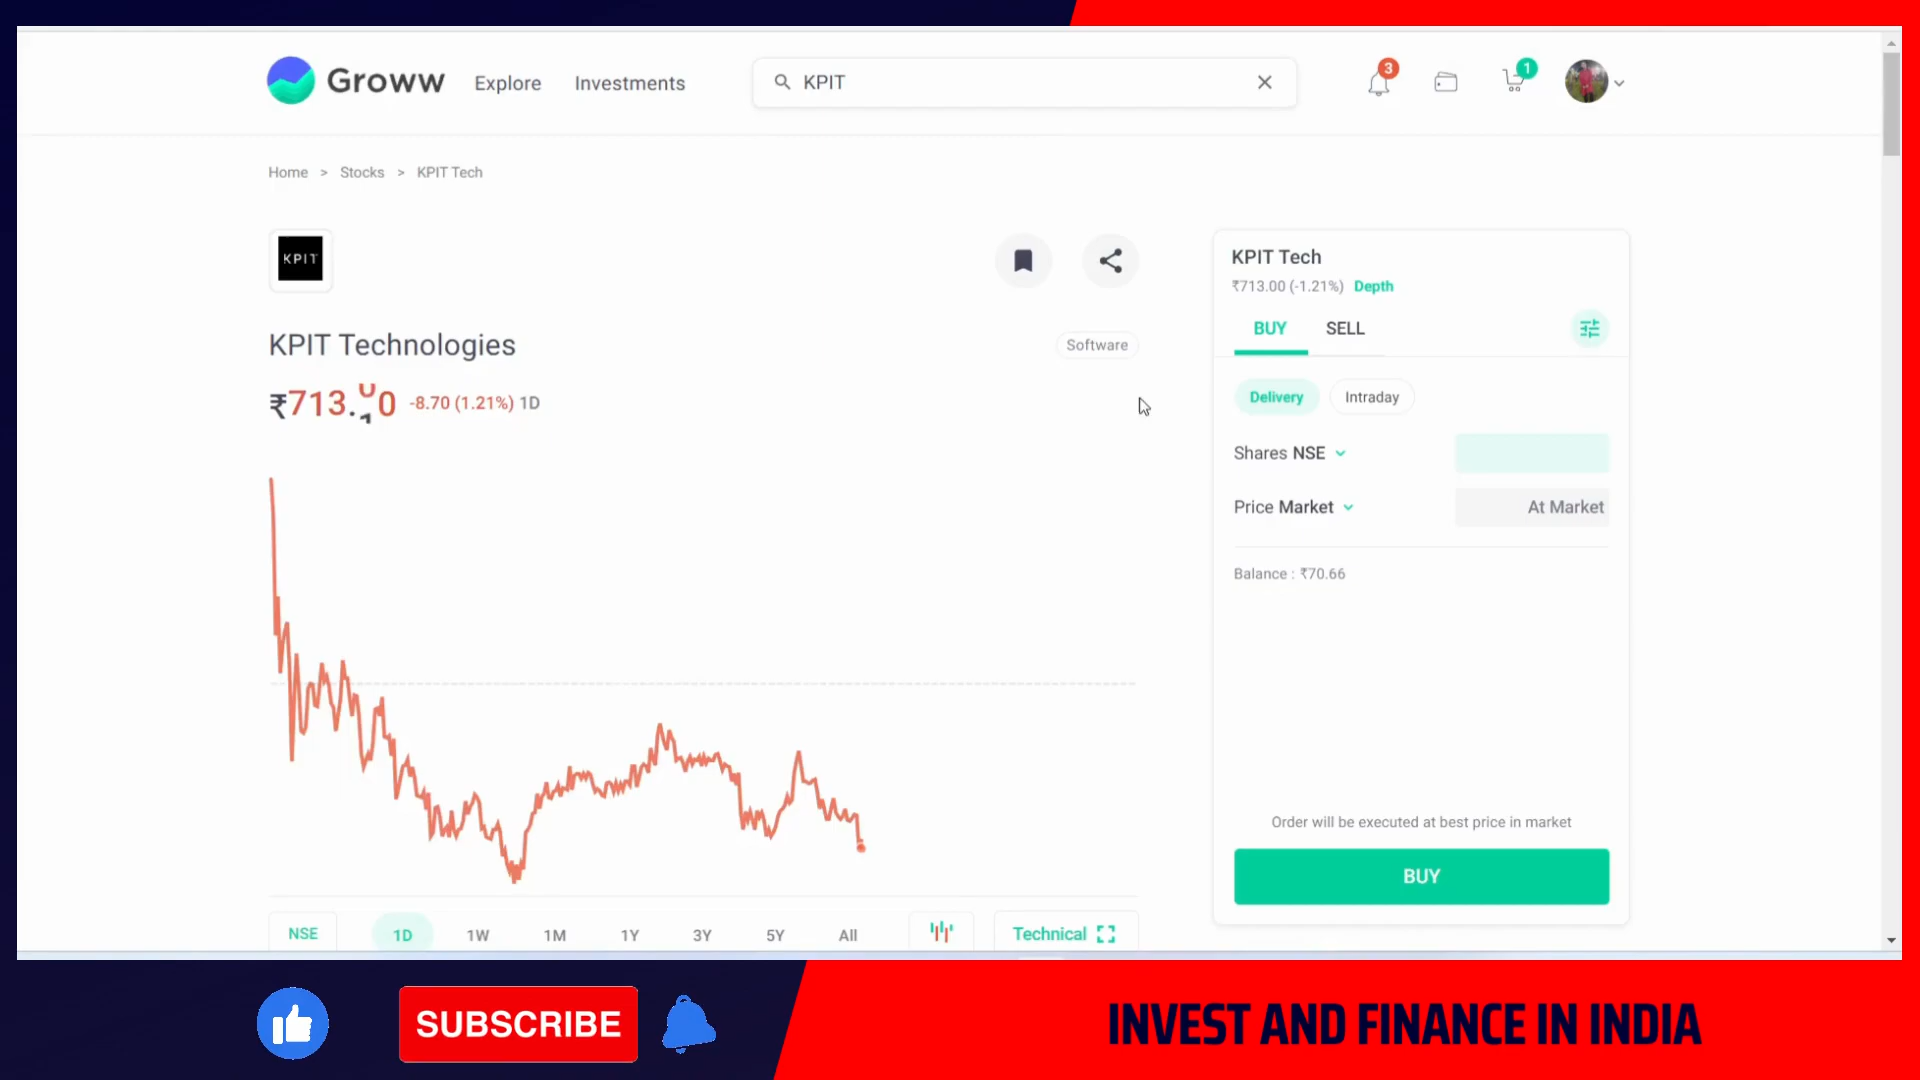 Groww
Explore
Investments
KPIT
3
1
Home > Stocks > KPIT Tech
KPIT
KPIT Technologies
Software
-8.70 (1.21%) 1D
KPIT Tech
₹713.00 (-1.21%) Depth
BUY
SELL
Delivery
Intraday
Shares NSE
Price Market
At Market
Balance : ₹70.66
Order will be executed at best price in market
BUY
NSE
1D
1W
1M
1Y
3Y
5Y
All
Technical
SUBSCRIBE
INVEST AND FINANCE IN INDIA